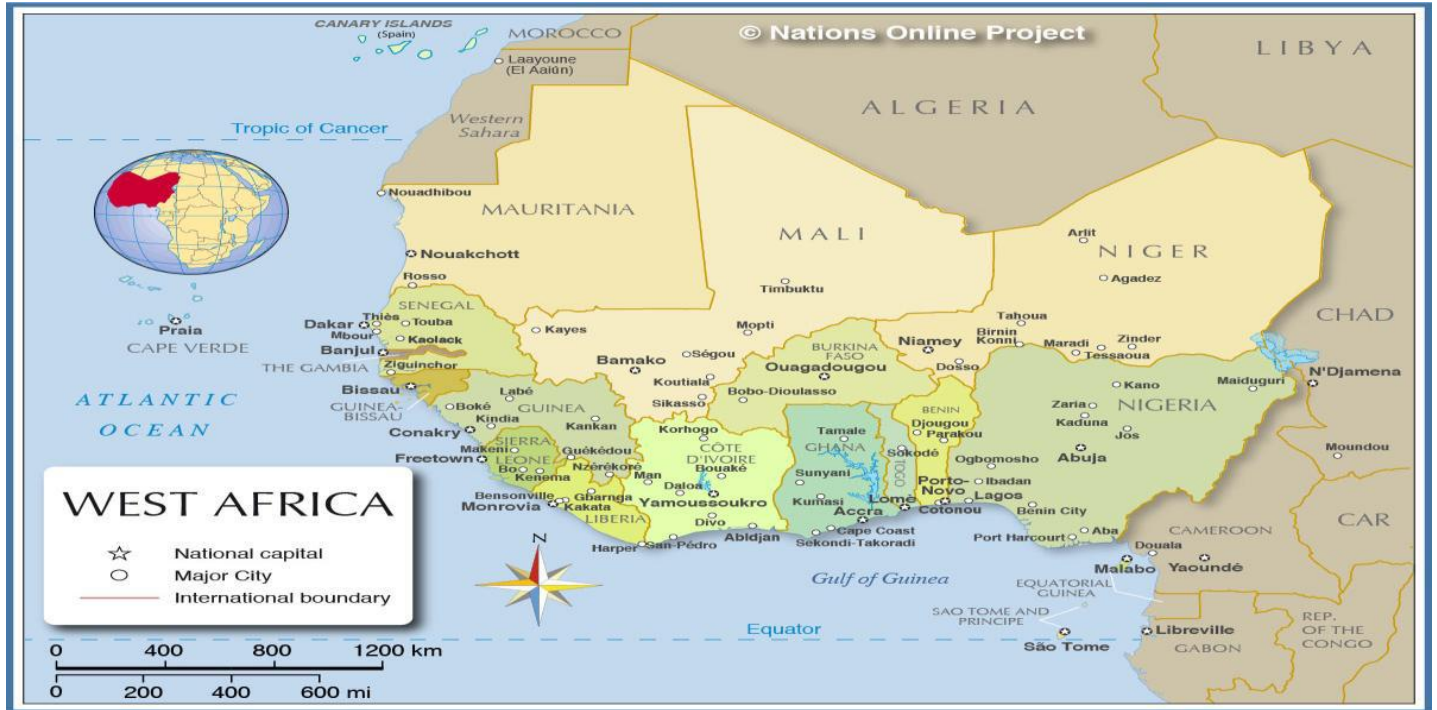 CANARY ISLANDS
(Spain)
MOROCCO
© Nations Online Project
LIBYA
Laayoune
(El Aaiún)
ALGERIA
Western
Sahara
Tropic of Cancer
Nouadhibou
MAURITANIA
MALI
NIGER
Arlit
Nouakchott
Agadez
Rosso
Timbuktu
SENEGAL
CHAD
Praia
CAPE VERDE
Dakar
Thiès
Touba
Mbour
Kaolack
Kayes
Mopti
Tahoua
Birnin
Konni
Niamey
Maradi
Zinder
Tessaoua
Banjul
THE GAMBIA
Ziguinchor
Bamako
Ségou
BURKINA
FASO
Ouagadougou
Dosso
N'Djamena
Bissau
GUINEA-
BISSAU
Koutiala
Sikasso
Bobo-Dioulasso
Kano
Maiduguri
ATLANTIC
OCEAN
Labé
Boké
GUINEA
Kindia
Kankan
Conakry
Korhogo
Tamale
GHANA
BENIN
Djougou
Parakou
Zaria
Kaduna
NIGERIA
Jos
Abuja
Moundou
SIERRA
LEONE
Makeni
Freetown
Guékédou
Bo
Kenema
Nzérékoré
Man
CÔTE
D'IVOIRE
Bouaké
Daloa
Yamoussoukro
Sunyani
Kumasi
Sokodé
TOGO
Ogbomosho
Ibadan
Porto-
Novo
Lagos
Lomé
Cotonou
Benin City
Bensonville
Monrovia
Gbarnga
Kakata
LIBERIA
Divo
Abidjan
Accra
Cape Coast
Sekondi-Takoradi
Harper
San-Pédro
Port Harcourt
Aba
CAMEROON
CAR
Douala
Malabo
Yaoundé
Gulf of Guinea
EQUATORIAL
GUINEA
SAO TOME AND
PRINCIPE
Equator
São Tome
Libreville
GABON
REP.
OF THE
CONGO
N
WEST AFRICA
National capital
Major City
International boundary
0 400 800 1200 km
0 200 400 600 mi